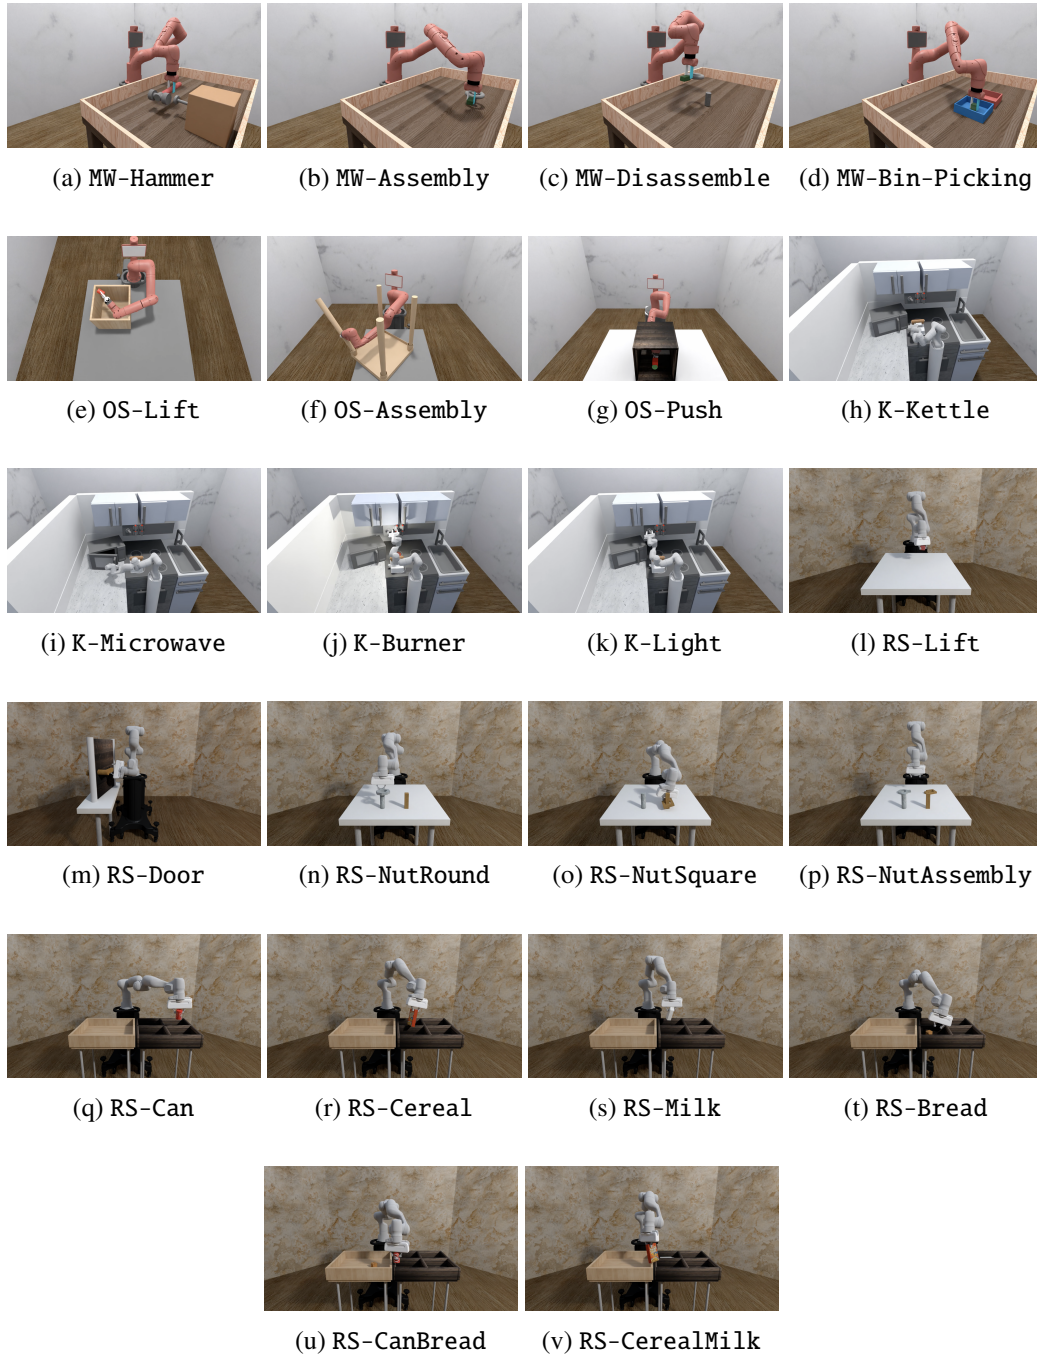 (a) MW-Hammer
(b) MW-Assembly
(c) MW-Disassemble
(d) MW-Bin-Picking
(e) OS-Lift
(f) OS-Assembly
(g) OS-Push
(h) K-Kettle
(i) K-Microwave
(j) K-Burner
(k) K-Light
(l) RS-Lift
(m) RS-Door
(n) RS-NutRound
(o) RS-NutSquare
(p) RS-NutAssembly
(q) RS-Can
(r) RS-Cereal
(s) RS-Milk
(t) RS-Bread
(u) RS-CanBread
(v) RS-CerealMilk